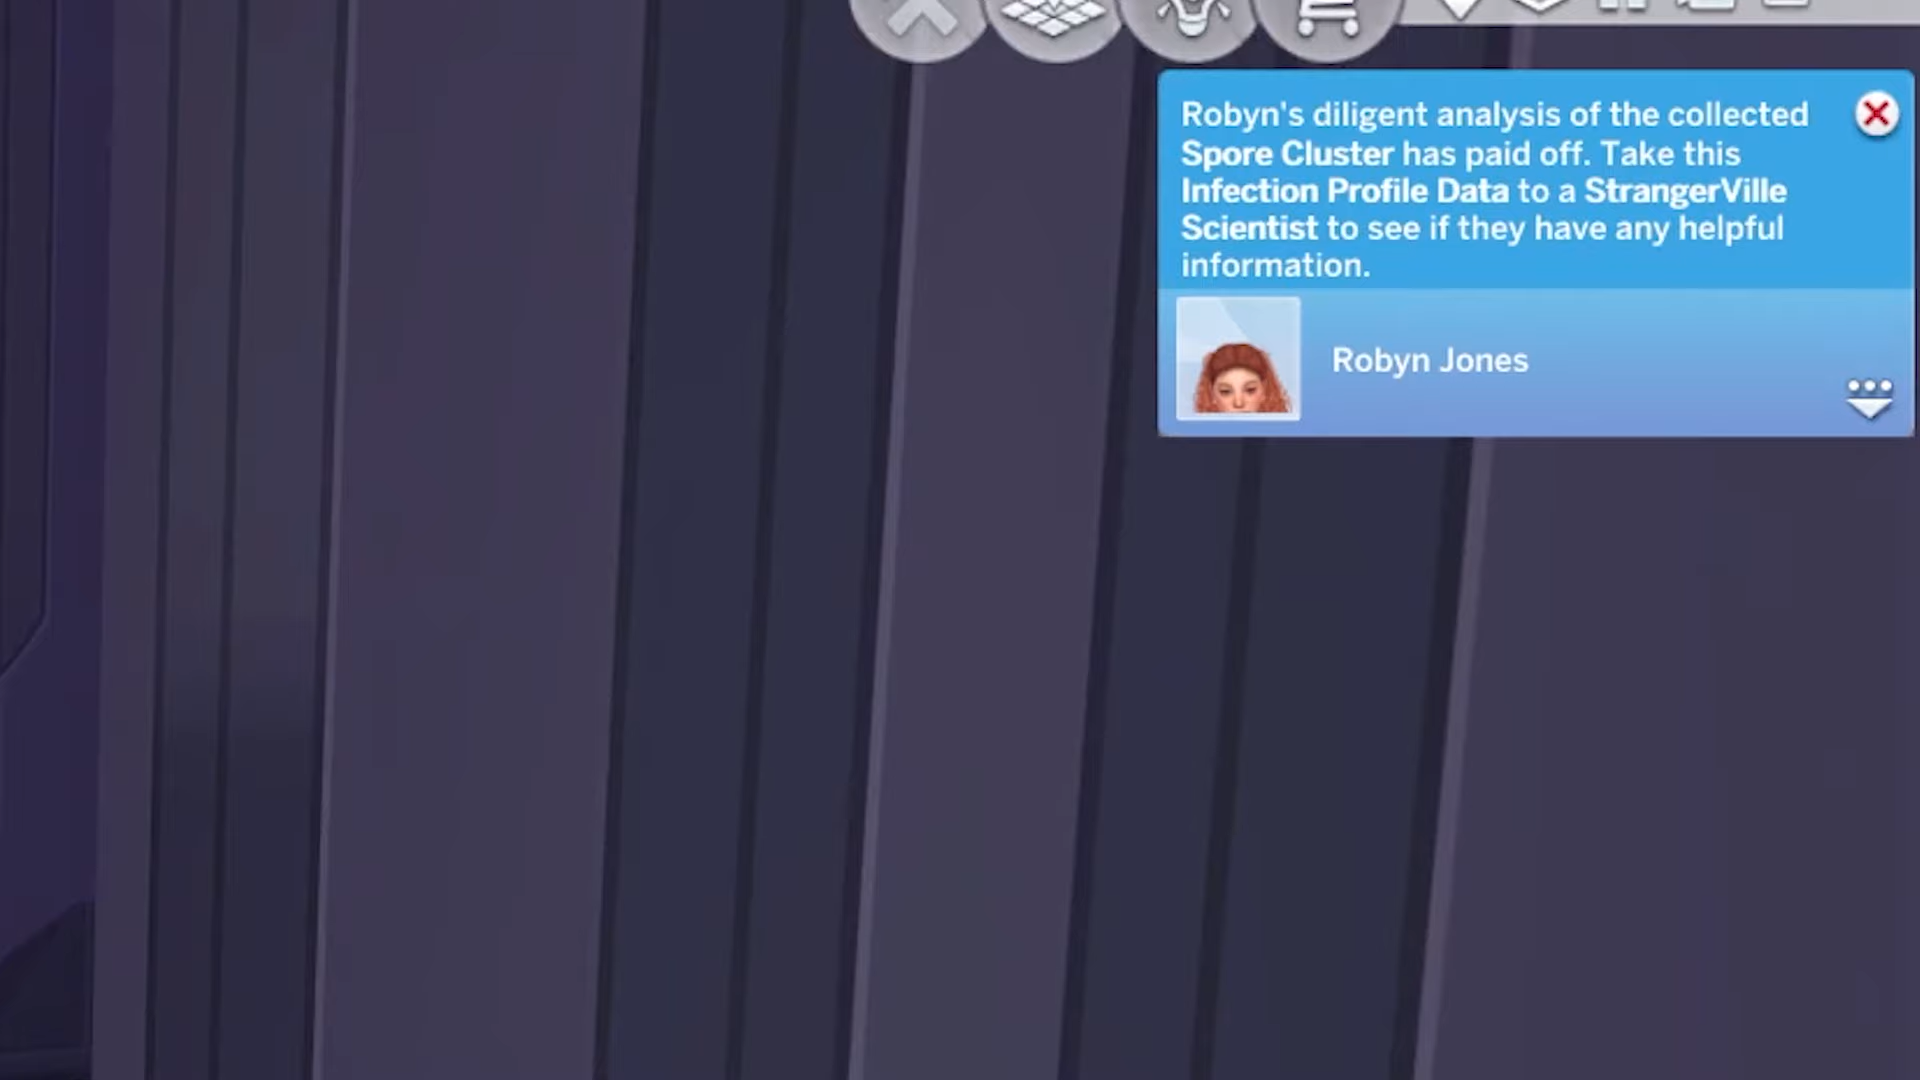 Robyn's diligent analysis of the collected
Spore Cluster has paid off. Take this
Infection Profile Data to a StrangerVille
Scientist to see if they have any helpful
information.
Robyn Jones